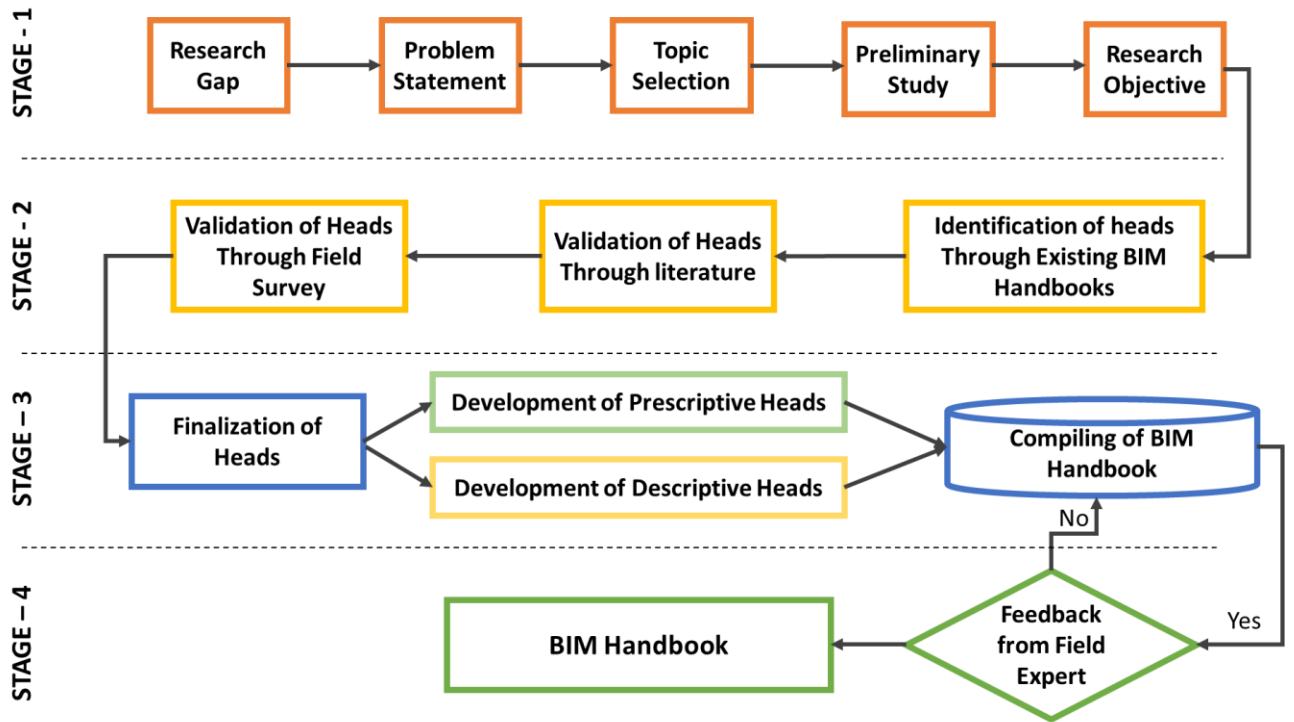 STAGE - 1
Research
Gap
Problem
Statement
Topic
Selection
Preliminary
Study
Research
Objective
STAGE - 2
Validation of Heads
Through Field
Survey
Validation of Heads
Through literature
Identification of heads
Through Existing BIM
Handbooks
STAGE – 3
Finalization of
Heads
Development of Prescriptive Heads
Development of Descriptive Heads
Compiling of BIM
Handbook
No
STAGE – 4
BIM Handbook
Feedback
from Field
Expert
Yes